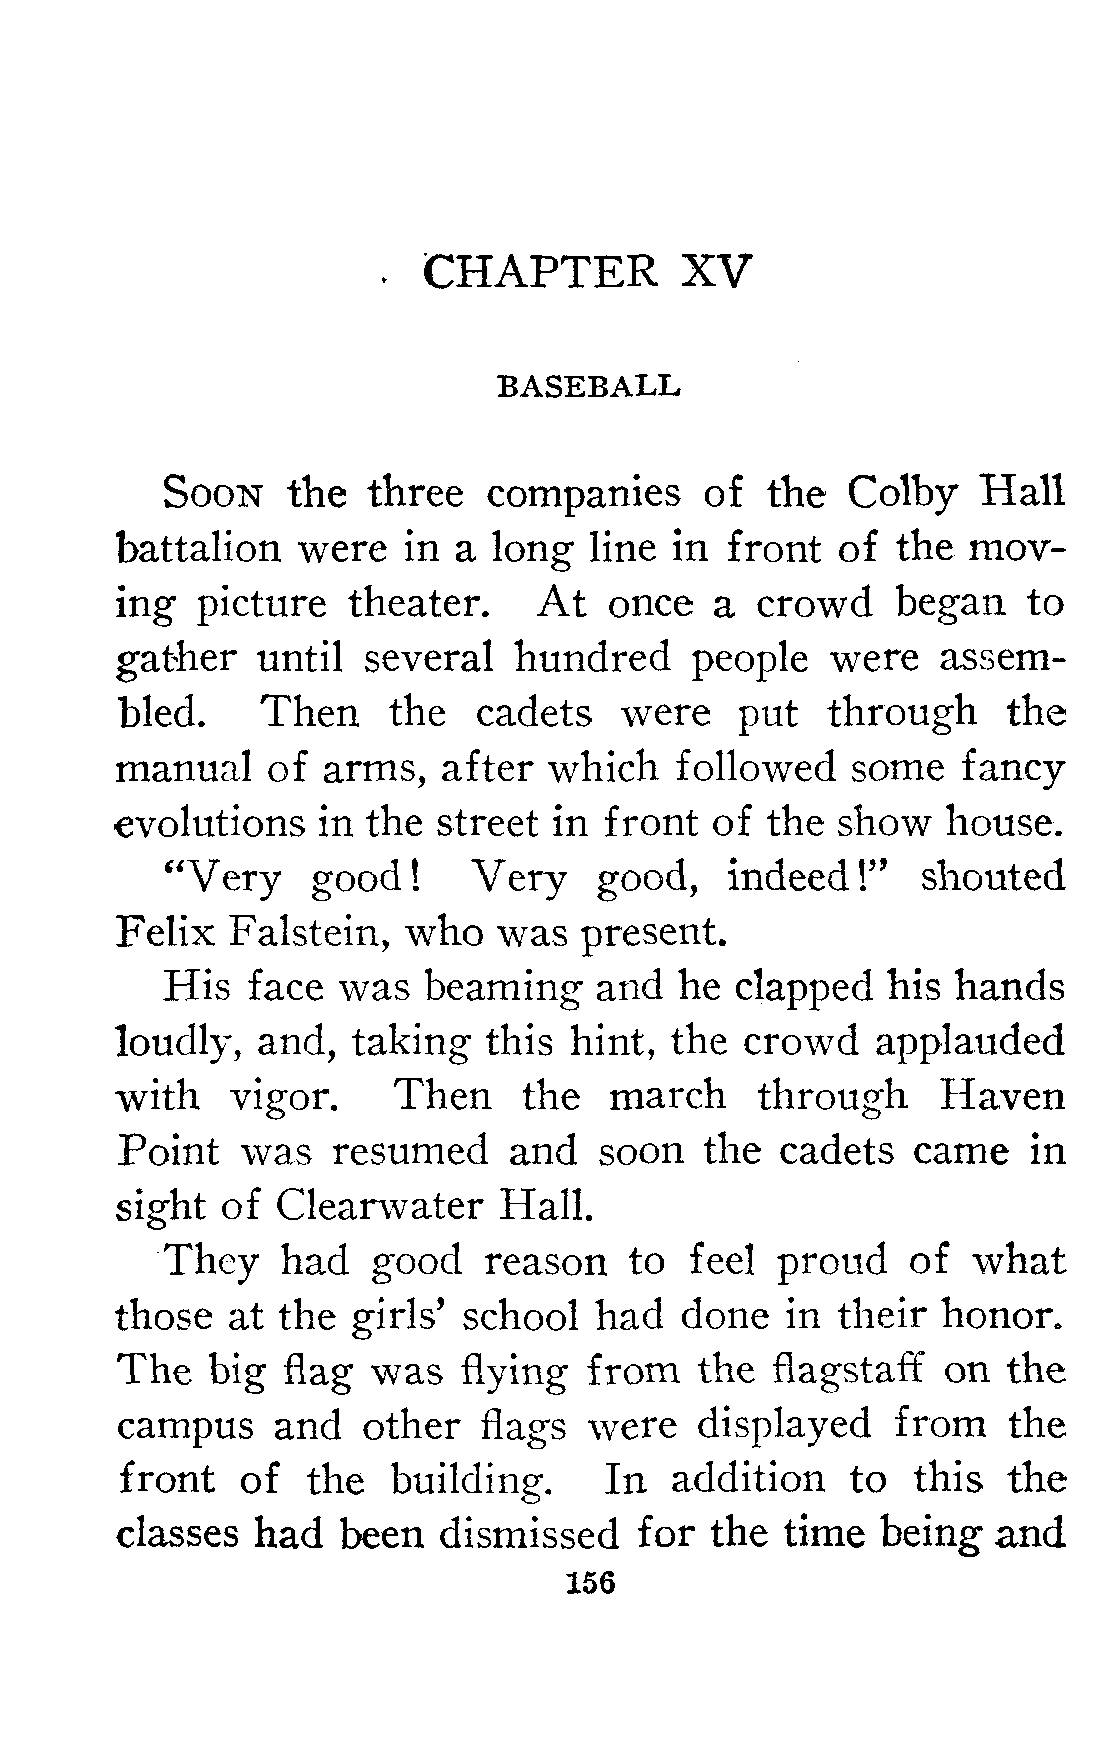 CHAPTER XV
BASEBALL
SOON the three companies of the Colby Hall
battalion were in a long line in front of the mov-
ing picture theater. At once a crowd began to
gather until several hundred people were assem-
bled. Then the cadets were put through the
manual of arms, after which followed some fancy
evolutions in the street in front of the show house.
“Very good! Very good, indeed!” shouted
Felix Falstein, who was present.
His face was beaming and he clapped his hands
loudly, and, taking this hint, the crowd applauded
with vigor. Then the march through Haven
Point was resumed and soon the cadets came in
sight of Clearwater Hall.
They had good reason to feel proud of what
those at the girls’ school had done in their honor.
The big flag was flying from the flagstaff on the
campus and other flags were displayed from the
front of the building. In addition to this the
classes had been dismissed for the time being and
156